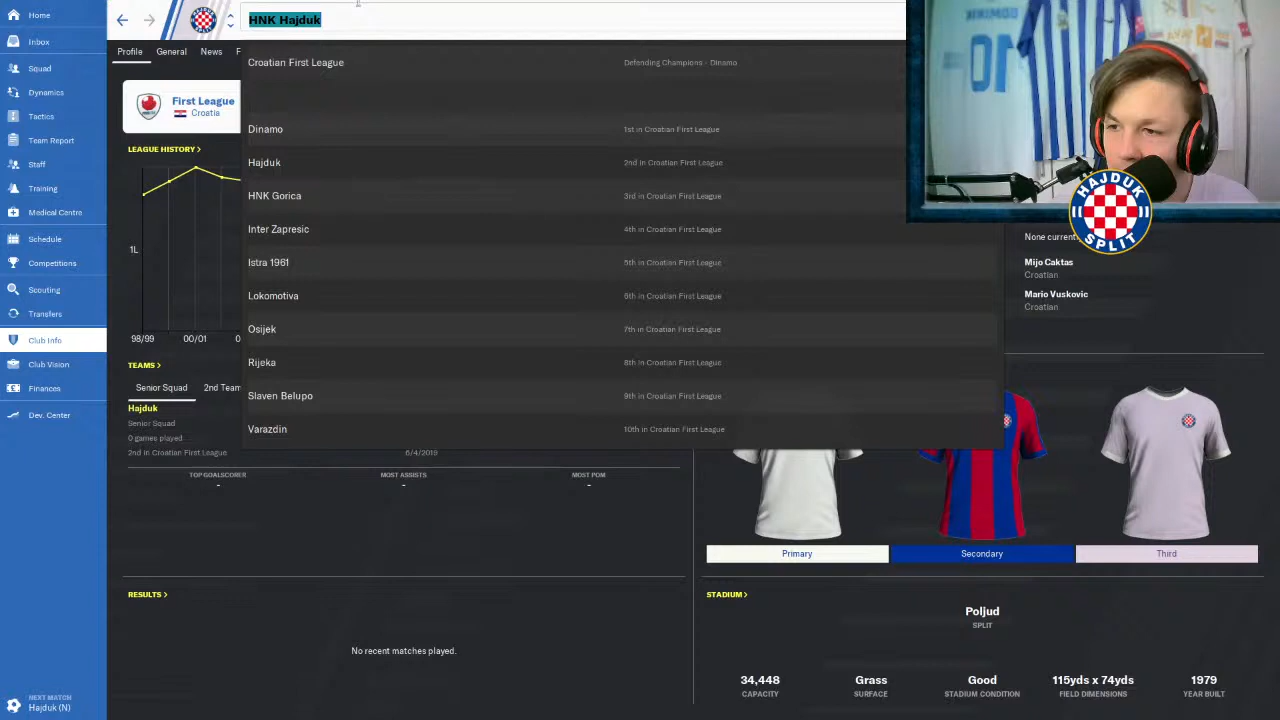 Home
Inbox
Squad
Dynamics
Tactics
Team Report
Staff
Training
Medical Centre
Schedule
Competitions
Scouting
Transfers
Club Info
Club Vision
Finances
Dev. Center
NEXT MATCH
Hajduk (N)
HNK Hajduk
Profile General News F
First League
Croatia
LEAGUE HISTORY >
1L
98/99 00/01 0
Croatian First League Defending Champions - Dinamo
Dinamo 1st in Croatian First League
Hajduk 2nd in Croatian First League
HNK Gorica 3rd in Croatian First League
Inter Zapresic 4th in Croatian First League
Istra 1961 5th in Croatian First League
Lokomotiva 6th in Croatian First League
Osijek 7th in Croatian First League
Rijeka 8th in Croatian First League
Slaven Belupo 9th in Croatian First League
Varazdin 10th in Croatian First League
TEAMS >
Senior Squad 2nd Team
Hajduk
Senior Squad
0 games played
2nd in Croatian First League 6/4/2019
TOP GOALSCORER MOST ASSISTS MOST POM
- - -
RESULTS >
No recent matches played.
10
HAJDUK
SPLIT
None current
Mijo Caktas
Croatian
Mario Vuskovic
Croatian
Primary Secondary Third
STADIUM >
Poljud
SPLIT
34,448 Grass Good 115yds x 74yds 1979
CAPACITY SURFACE STADIUM CONDITION FIELD DIMENSIONS YEAR BUILT